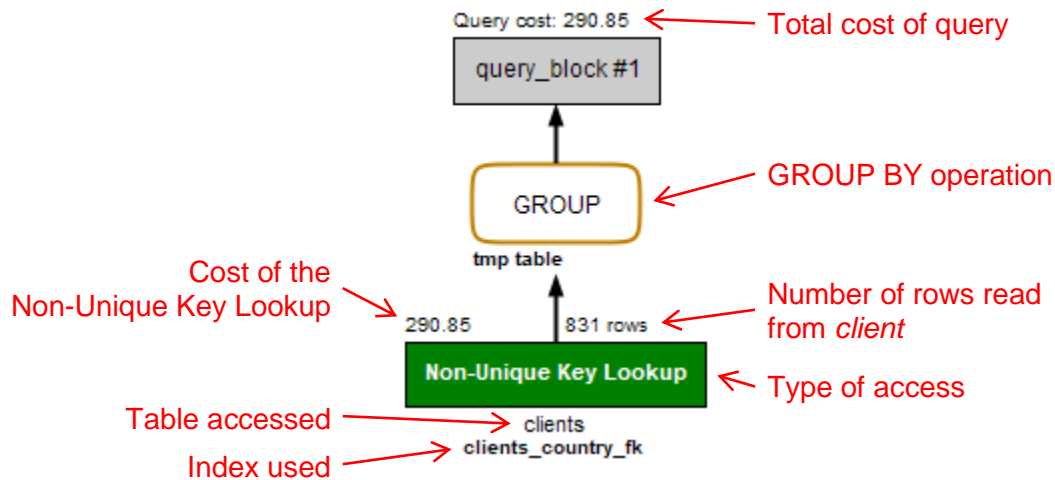 Query cost: 290.85
Total cost of query
query_block #1
GROUP BY operation
GROUP
tmp table
Cost of the
Non-Unique Key Lookup
Number of rows read
from client
290.85
831 rows
Non-Unique Key Lookup
Type of access
Table accessed
clients
clients_country_fk
Index used